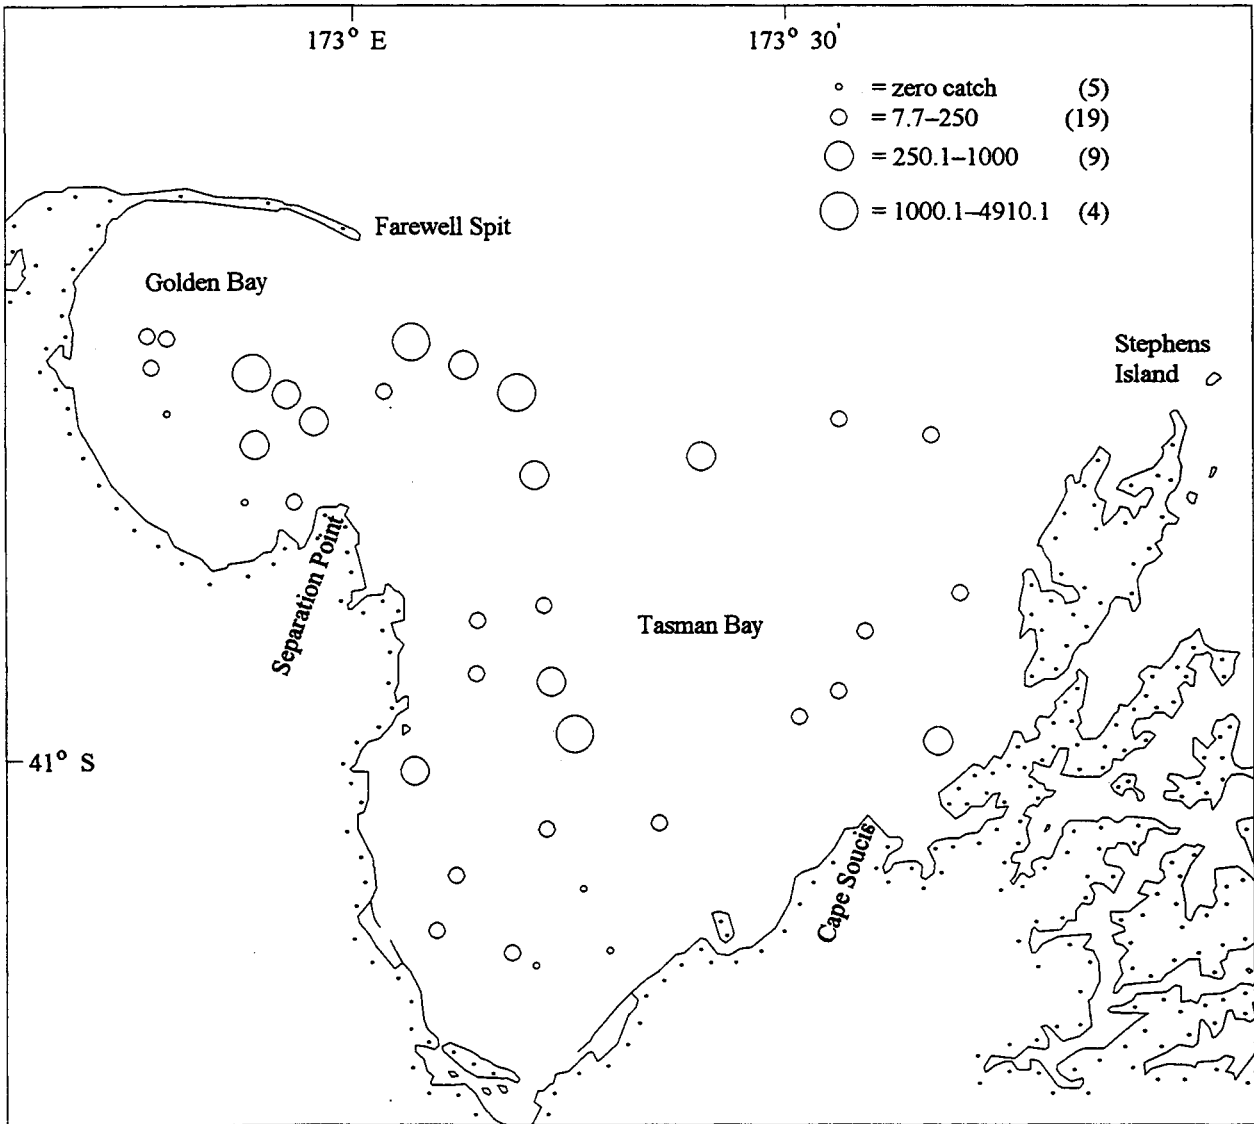 173° E
173° 30'
= zero catch (5)
= 7.7–250 (19)
= 250.1–1000 (9)
= 1000.1–4910.1 (4)
Farewell Spit
Golden Bay
Stephens
Island
Separation Point
Tasman Bay
41° S
Cape Soucis